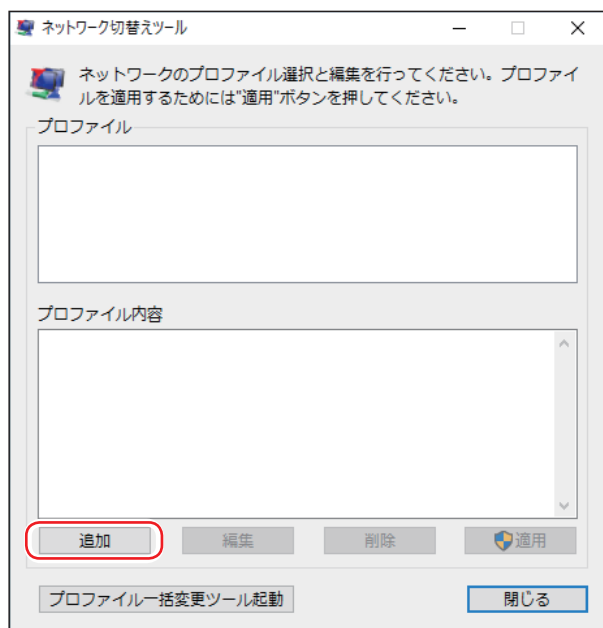 ネットワーク切替えツール
ネットワークのプロファイル選択と編集を行ってください。プロファイ
ルを適用するためには"適用"ボタンを押してください。
プロファイル
プロファイル内容
追加 編集 削除 適用
プロファイル一括変更ツール起動 閉じる